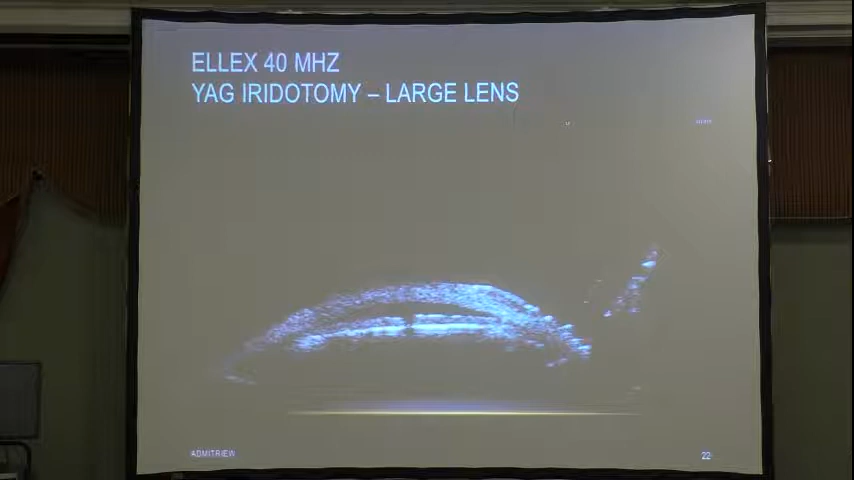 ELLEX 40 MHZ
YAG IRIDOTOMY – LARGE LENS
ADMITRIEW
22